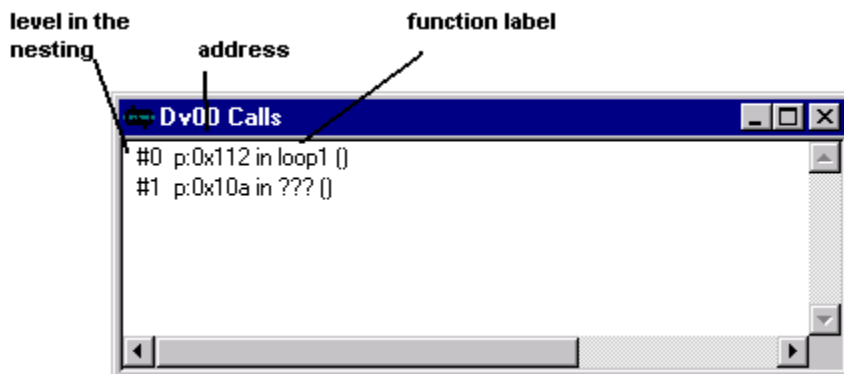 level in the
nesting
address
function label
Dv00 Calls
#0 p:0x112 in loop1 ()
#1 p:0x10a in ??? ()